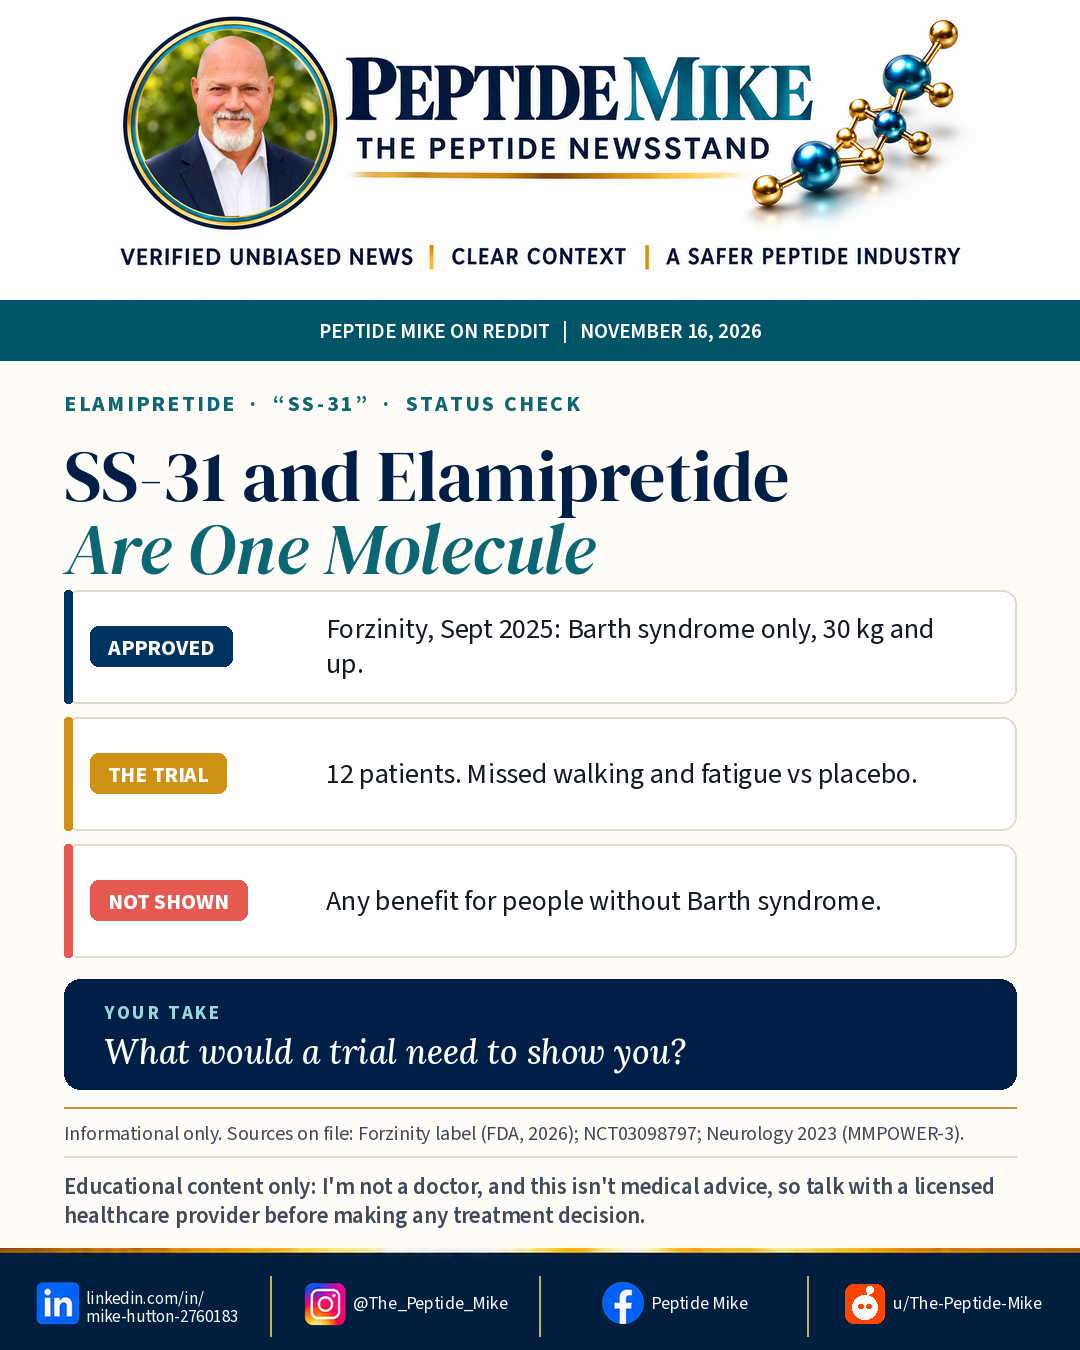 PEPTIDEMIKE
THE PEPTIDE NEWSSTAND
VERIFIED UNBIASED NEWS | CLEAR CONTEXT | A SAFER PEPTIDE INDUSTRY
PEPTIDE MIKE ON REDDIT | NOVEMBER 16, 2026
ELAMIPRETIDE · “SS-31” · STATUS CHECK
SS-31 and Elamipretide
Are One Molecule
APPROVED
Forzinity, Sept 2025: Barth syndrome only, 30 kg and
up.
THE TRIAL
12 patients. Missed walking and fatigue vs placebo.
NOT SHOWN
Any benefit for people without Barth syndrome.
YOUR TAKE
What would a trial need to show you?
Informational only. Sources on file: Forzinity label (FDA, 2026); NCT03098797; Neurology 2023 (MMPOWER-3).
Educational content only: I'm not a doctor, and this isn't medical advice, so talk with a licensed
healthcare provider before making any treatment decision.
in
linkedin.com/in/
mike-hutton-2760183
@The_Peptide_Mike
Peptide Mike
u/The-Peptide-Mike